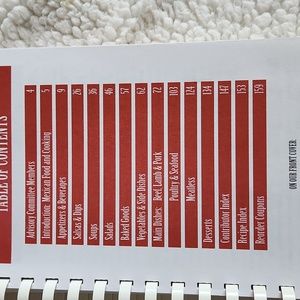 TABLE OF CONTENTS
Advisory Committee Members 4
Introduction: Mexican Food and Cooking 5
Appetizers & Beverages 9
Salsas & Dips 26
Soups 36
Salads 46
Baked Goods 57
Vegetables & Side Dishes 62
Main Dishes: Beef, Lamb & Pork 72
Poultry & Seafood 103
Meatless 124
Desserts 134
Contributor Index 147
Recipe Index 153
Reorder Coupons 159
ON OUR FRONT COVER